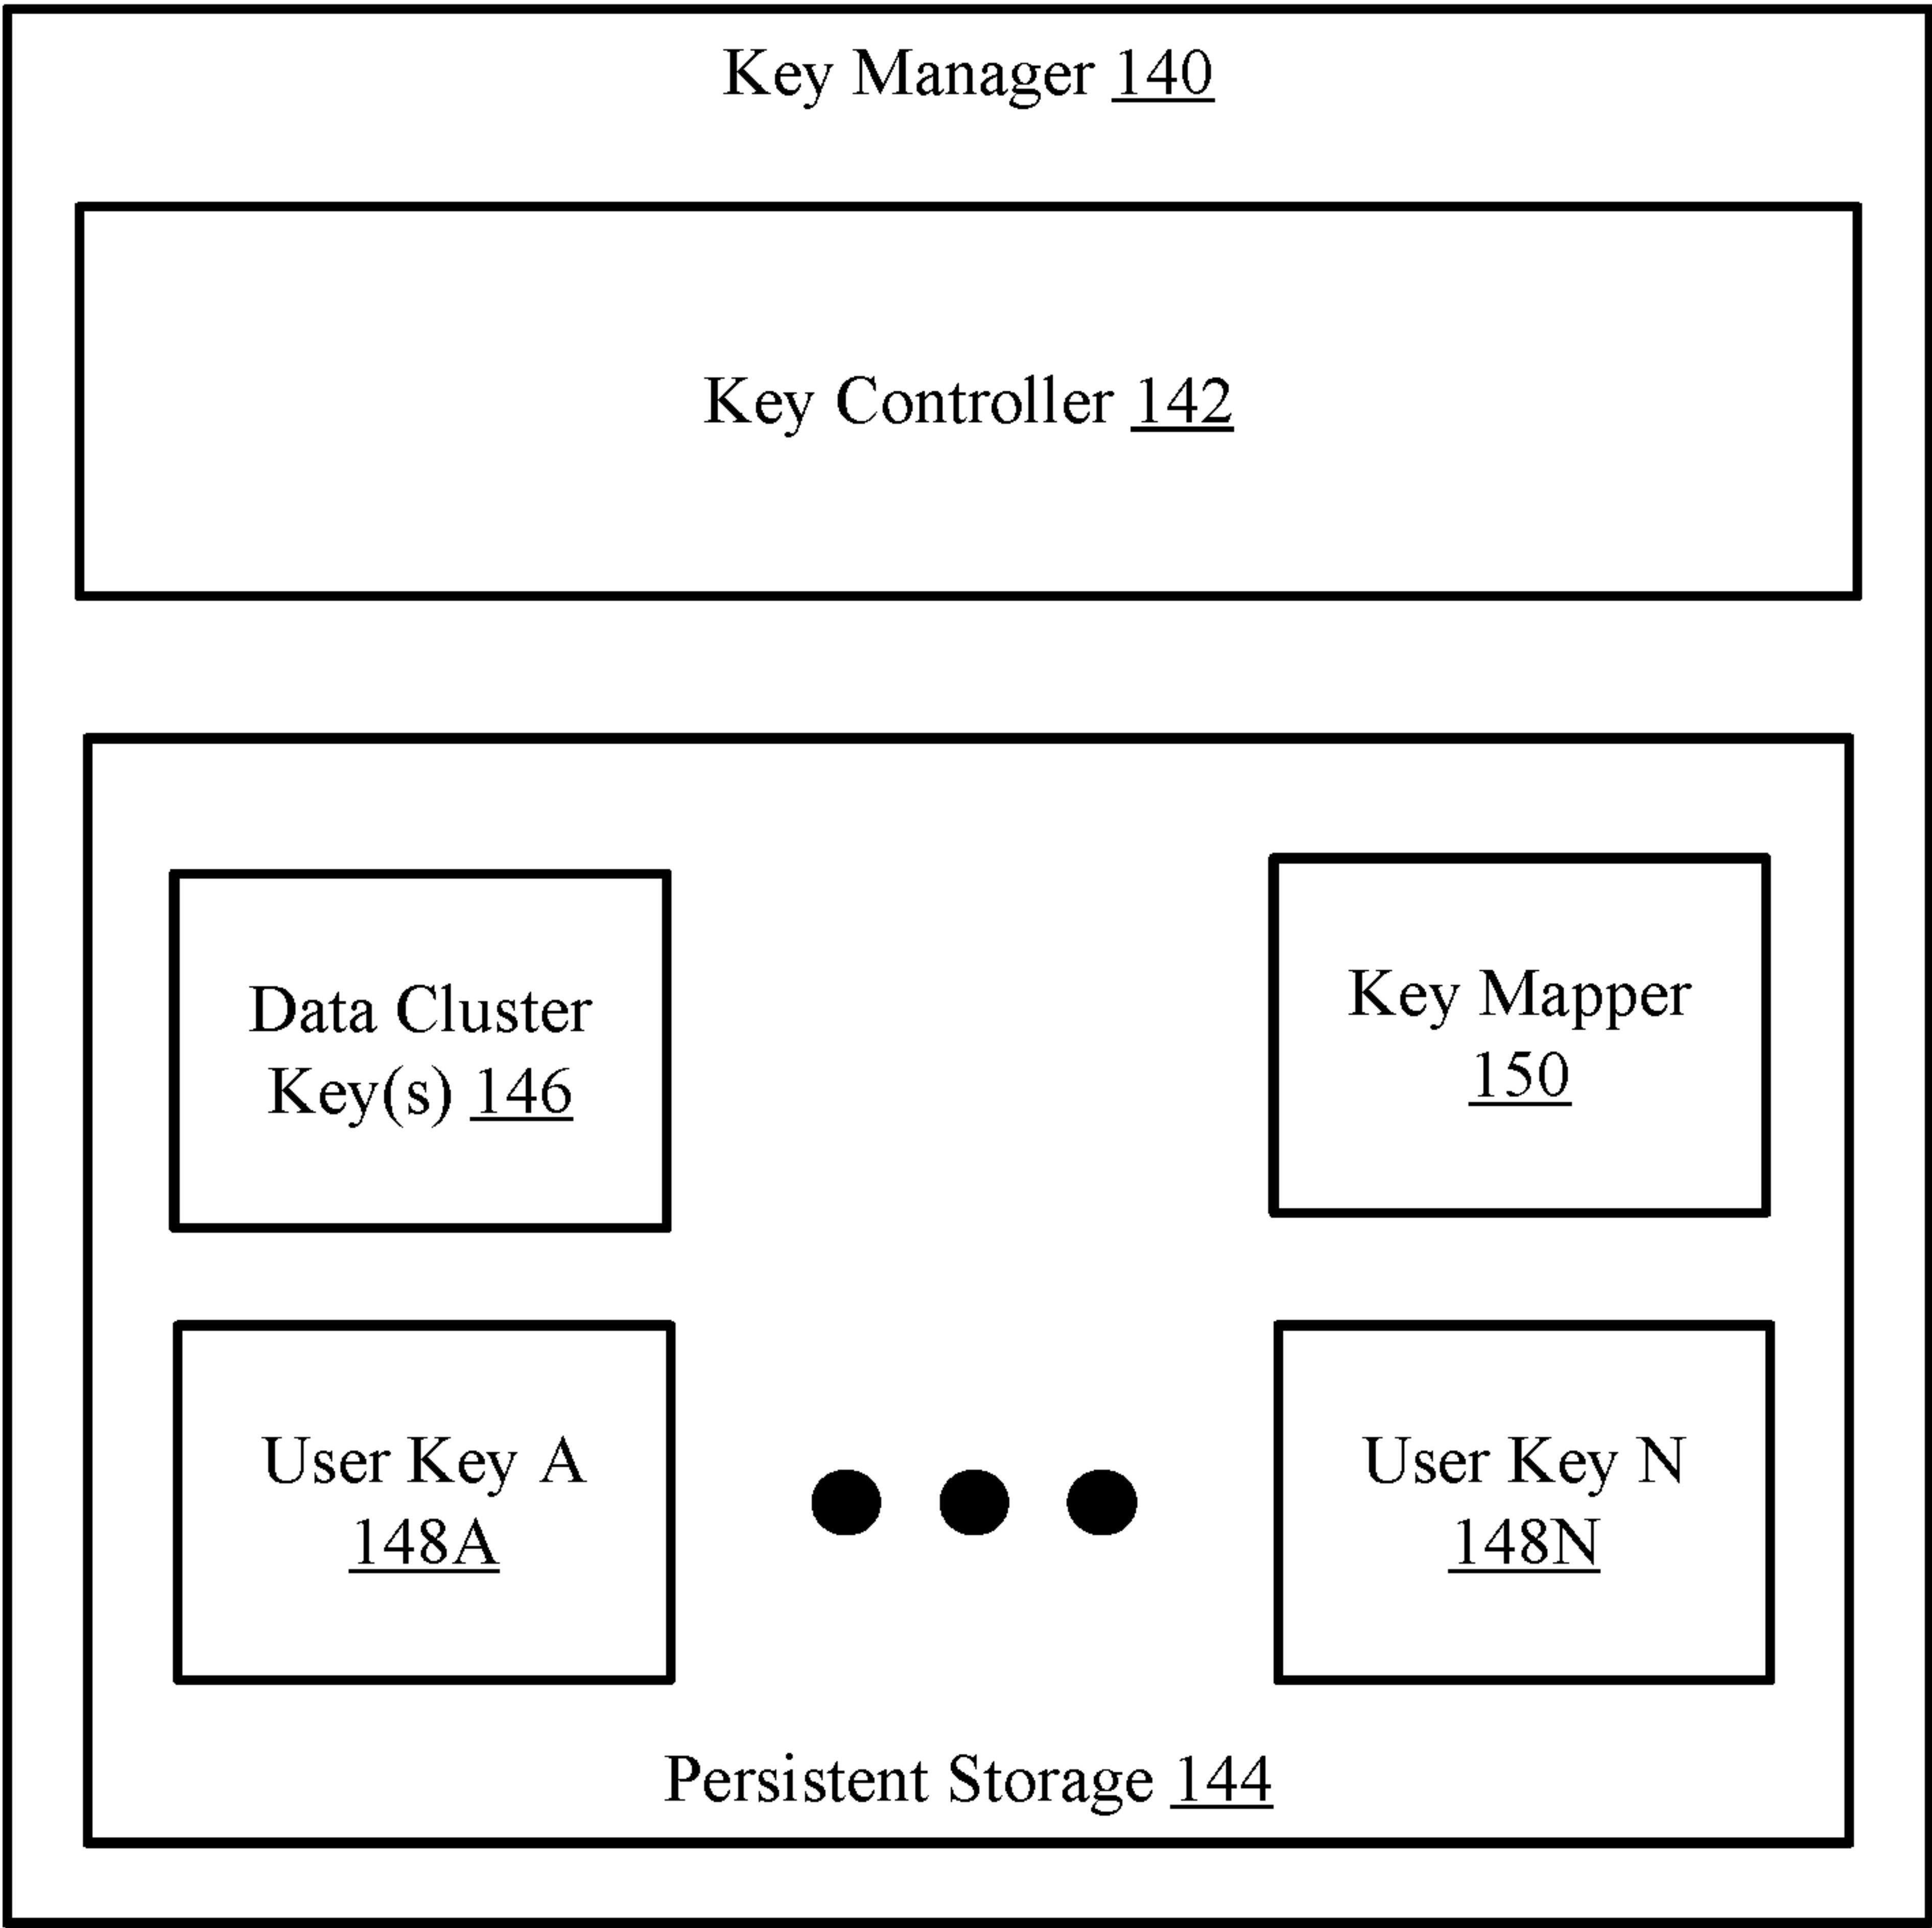 Key Manager 140
Key Controller 142
Data Cluster
Key(s) 146
Key Mapper
150
User Key A
148A
User Key N
148N
Persistent Storage 144